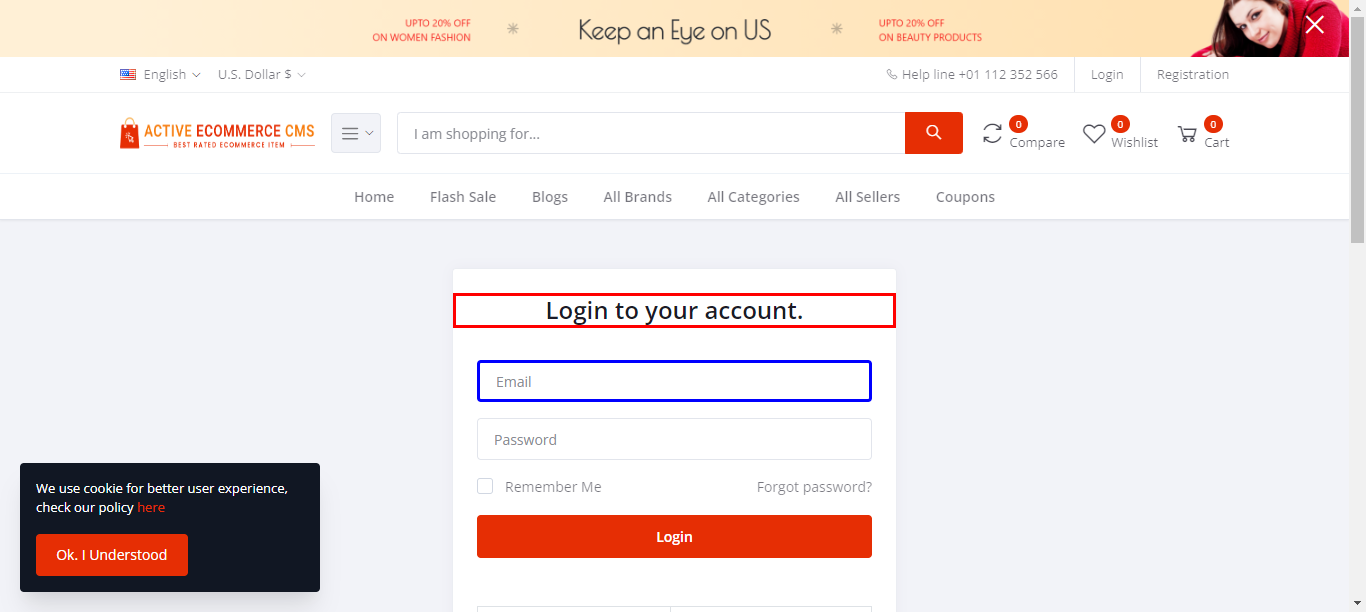 UPTO 20% OFF
ON WOMEN FASHION
Keep an Eye on US
UPTO 20% OFF
ON BEAUTY PRODUCTS
English
U.S. Dollar $
Help line +01 112 352 566
Login
Registration
ACTIVE ECOMMERCE CMS
BEST RATED ECOMMERCE ITEM
I am shopping for...
0
Compare
0
Wishlist
0
Cart
Home
Flash Sale
Blogs
All Brands
All Categories
All Sellers
Coupons
Login to your account.
Email
Password
Remember Me
Forgot password?
Login
We use cookie for better user experience,
check our policy here
Ok. I Understood